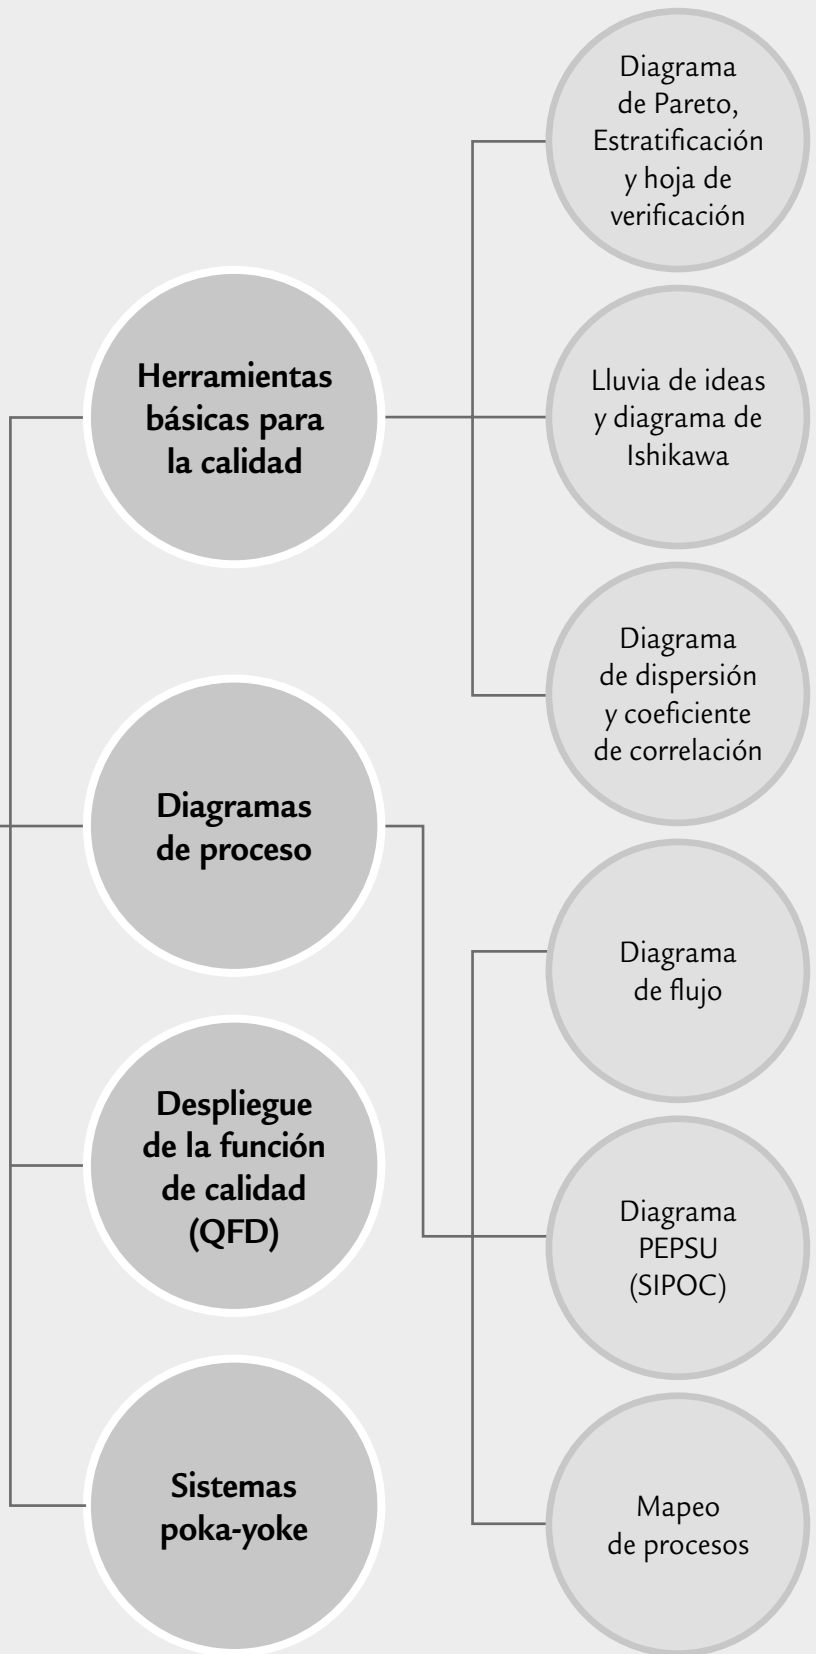 Diagrama
de Pareto,
Estratificación
y hoja de
verificación
Herramientas
básicas para
la calidad
Lluvia de ideas
y diagrama de
Ishikawa
Diagrama
de dispersión
y coeficiente
de correlación
Diagramas
de proceso
Diagrama
de flujo
Diagrama
PEPSU
(SIPOC)
Mapeo
de procesos
Despliegue
de la función
de calidad
(QFD)
Sistemas
poka-yoke